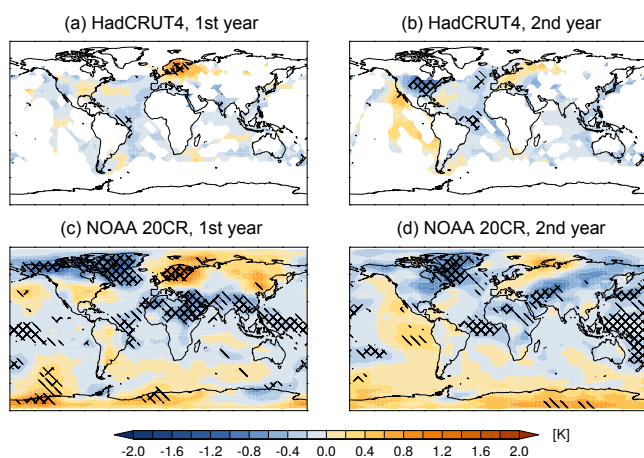 (a) HadCRUT4, 1st year
(b) HadCRUT4, 2nd year
(c) NOAA 20CR, 1st year
(d) NOAA 20CR, 2nd year
[K]
-2.0 -1.6 -1.2 -0.8 -0.4 0.0 0.4 0.8 1.2 1.6 2.0